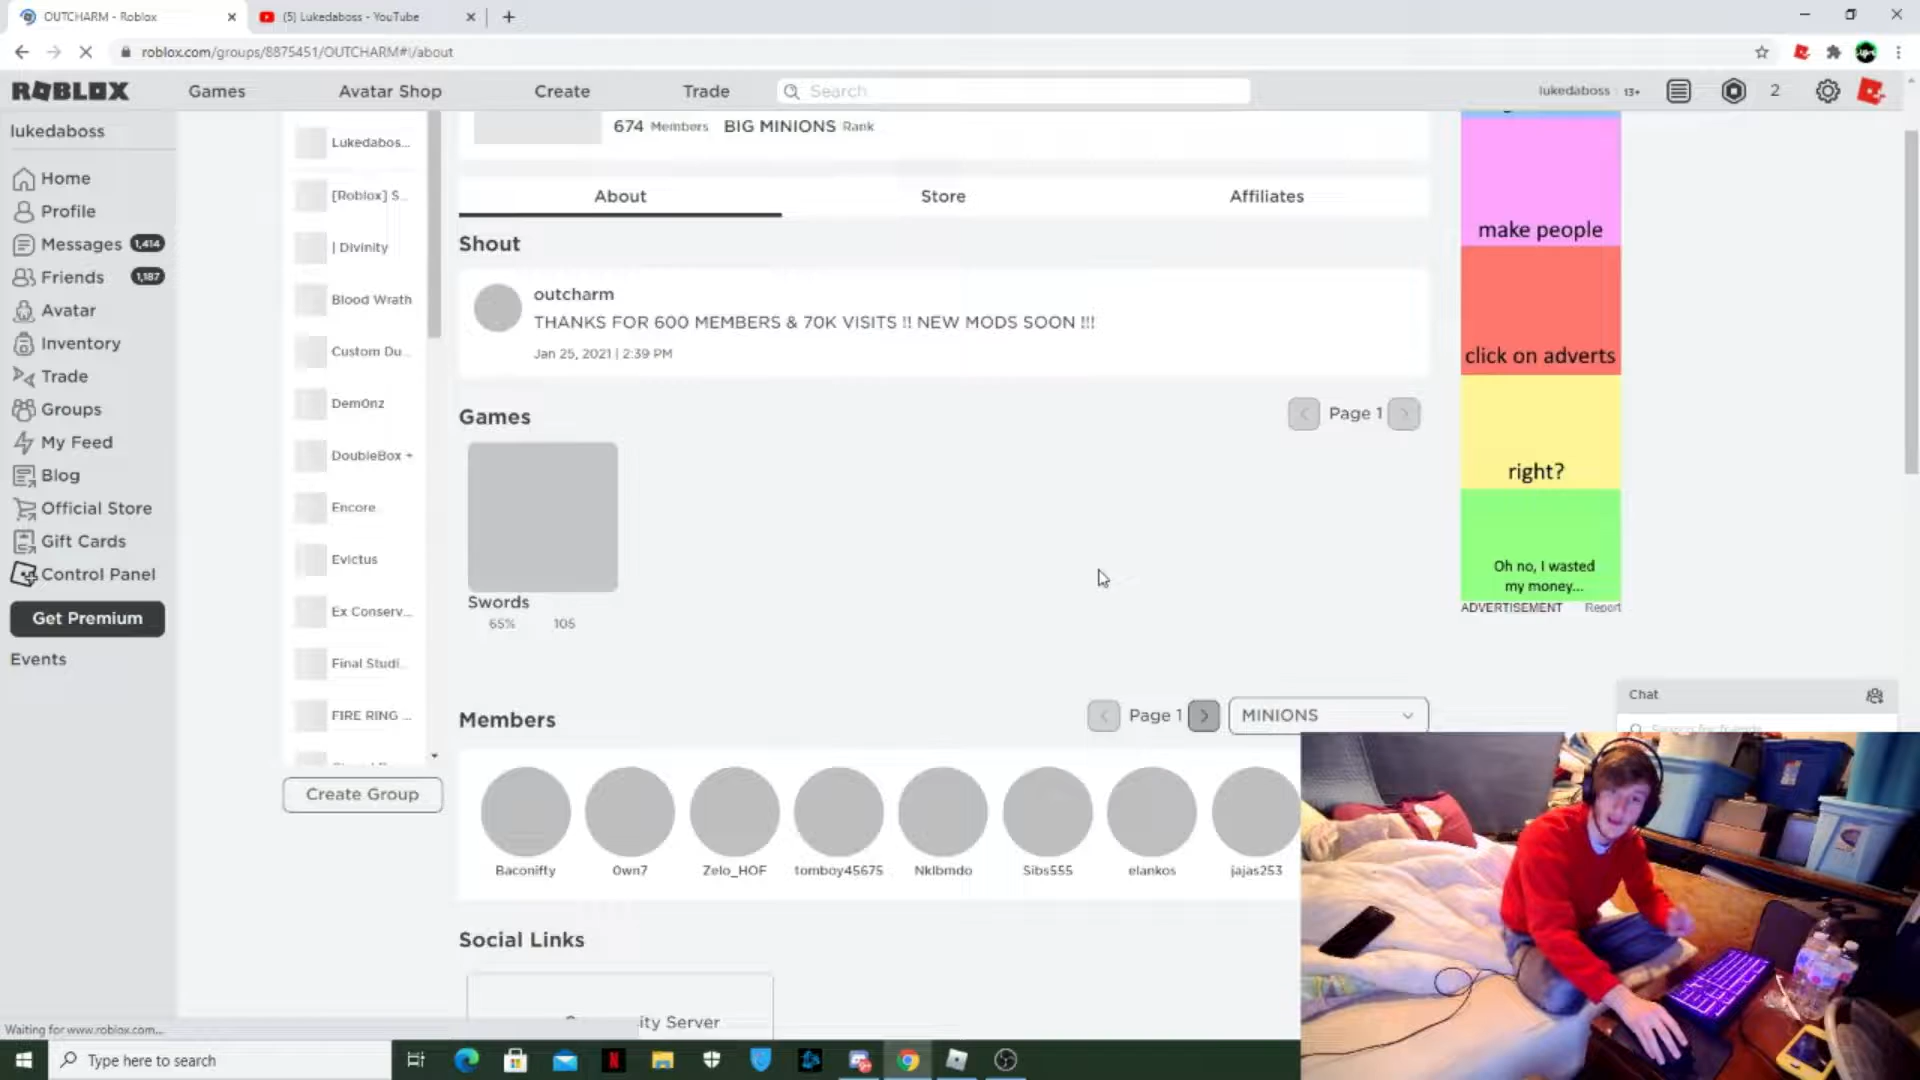 OUTCHARM - Roblox
(5) Lukedaboss - YouTube
roblox.com/groups/8875451/OUTCHARM#!/about
ROBLOX
Games
Avatar Shop
Create
Trade
Search
lukedaboss 13+
2
lukedaboss
Home
Profile
Messages 1,414
Friends 1,187
Avatar
Inventory
Trade
Groups
My Feed
Blog
Official Store
Gift Cards
Control Panel
Get Premium
Events
Lukedabos...
[Roblox] S...
| Divinity
Blood Wrath
Custom Du...
Dem0nz
DoubleBox +
Encore
Evictus
Ex Conserv...
Final Studi...
FIRE RING ...
Create Group
674 Members BIG MINIONS Rank
About
Store
Affiliates
Shout
outcharm
THANKS FOR 600 MEMBERS & 70K VISITS !! NEW MODS SOON !!!
Jan 25, 2021 | 2:39 PM
Games
Page 1
Swords
65% 105
Members
Page 1
MINIONS
Baconifty
0wn7
Zelo_HOF
tomboy45675
Nklbmdo
Sibs555
elankos
jajas253
Social Links
ity Server
make people
click on adverts
right?
Oh no, I wasted
my money...
ADVERTISEMENT Report
Chat
Search for friends
Waiting for www.roblox.com...
Type here to search